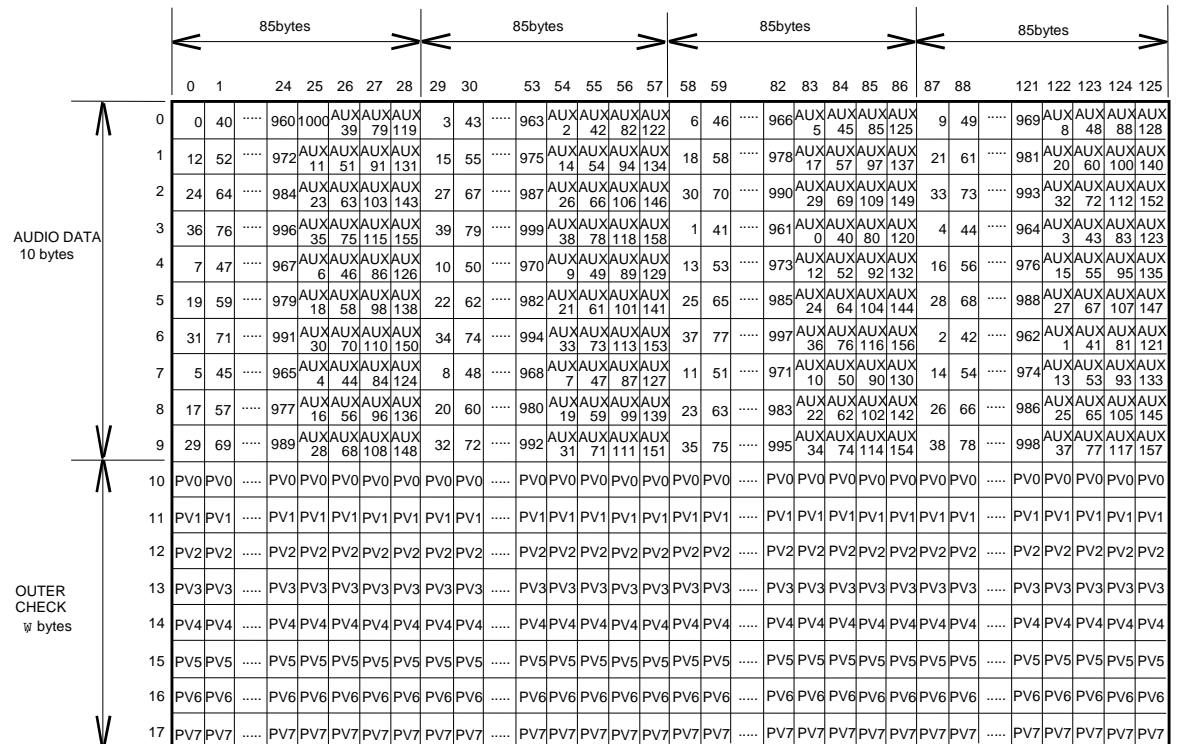 85bytes 85bytes 85bytes 85bytes
0 1 24 25 26 27 28 29 30 53 54 55 56 57 58 59 82 83 84 85 86 87 88 121 122 123 124 125
0 0 40 ····· 960 1000 AUX 39 AUX 79 AUX 119 3 43 ····· 963 AUX 2 AUX 42 AUX 82 AUX 122 6 46 ····· 966 AUX 5 AUX 45 AUX 85 AUX 125 9 49 ····· 969 AUX 8 AUX 48 AUX 88 AUX 128
1 12 52 ····· 972 AUX 11 AUX 51 AUX 91 AUX 131 15 55 ····· 975 AUX 14 AUX 54 AUX 94 AUX 134 18 58 ····· 978 AUX 17 AUX 57 AUX 97 AUX 137 21 61 ····· 981 AUX 20 AUX 60 AUX 100 AUX 140
2 24 64 ····· 984 AUX 23 AUX 63 AUX 103 AUX 143 27 67 ····· 987 AUX 26 AUX 66 AUX 106 AUX 146 30 70 ····· 990 AUX 29 AUX 69 AUX 109 AUX 149 33 73 ····· 993 AUX 32 AUX 72 AUX 112 AUX 152
3 36 76 ····· 996 AUX 35 AUX 75 AUX 115 AUX 155 39 79 ····· 999 AUX 38 AUX 78 AUX 118 AUX 158 1 41 ····· 961 AUX 0 AUX 40 AUX 80 AUX 120 4 44 ····· 964 AUX 3 AUX 43 AUX 83 AUX 123
AUDIO DATA
10 bytes
4 7 47 ····· 967 AUX 6 AUX 46 AUX 86 AUX 126 10 50 ····· 970 AUX 9 AUX 49 AUX 89 AUX 129 13 53 ····· 973 AUX 12 AUX 52 AUX 92 AUX 132 16 56 ····· 976 AUX 15 AUX 55 AUX 95 AUX 135
5 19 59 ····· 979 AUX 18 AUX 58 AUX 98 AUX 138 22 62 ····· 982 AUX 21 AUX 61 AUX 101 AUX 141 25 65 ····· 985 AUX 24 AUX 64 AUX 104 AUX 144 28 68 ····· 988 AUX 27 AUX 67 AUX 107 AUX 147
6 31 71 ····· 991 AUX 30 AUX 70 AUX 110 AUX 150 34 74 ····· 994 AUX 33 AUX 73 AUX 113 AUX 153 37 77 ····· 997 AUX 36 AUX 76 AUX 116 AUX 156 2 42 ····· 962 AUX 1 AUX 41 AUX 81 AUX 121
7 5 45 ····· 965 AUX 4 AUX 44 AUX 84 AUX 124 8 48 ····· 968 AUX 7 AUX 47 AUX 87 AUX 127 11 51 ····· 971 AUX 10 AUX 50 AUX 90 AUX 130 14 54 ····· 974 AUX 13 AUX 53 AUX 93 AUX 133
8 17 57 ····· 977 AUX 16 AUX 56 AUX 96 AUX 136 20 60 ····· 980 AUX 19 AUX 59 AUX 99 AUX 139 23 63 ····· 983 AUX 22 AUX 62 AUX 102 AUX 142 26 66 ····· 986 AUX 25 AUX 65 AUX 105 AUX 145
9 29 69 ····· 989 AUX 28 AUX 68 AUX 108 AUX 148 32 72 ····· 992 AUX 31 AUX 71 AUX 111 AUX 151 35 75 ····· 995 AUX 34 AUX 74 AUX 114 AUX 154 38 78 ····· 998 AUX 37 AUX 77 AUX 117 AUX 157
10 PV0 PV0 ····· PV0 PV0 PV0 PV0 PV0 PV0 PV0 ····· PV0 PV0 PV0 PV0 PV0 PV0 PV0 ····· PV0 PV0 PV0 PV0 PV0 PV0 PV0 ····· PV0 PV0 PV0 PV0 PV0
11 PV1 PV1 ····· PV1 PV1 PV1 PV1 PV1 PV1 PV1 ····· PV1 PV1 PV1 PV1 PV1 PV1 PV1 ····· PV1 PV1 PV1 PV1 PV1 PV1 PV1 ····· PV1 PV1 PV1 PV1 PV1
12 PV2 PV2 ····· PV2 PV2 PV2 PV2 PV2 PV2 PV2 ····· PV2 PV2 PV2 PV2 PV2 PV2 PV2 ····· PV2 PV2 PV2 PV2 PV2 PV2 PV2 ····· PV2 PV2 PV2 PV2 PV2
13 PV3 PV3 ····· PV3 PV3 PV3 PV3 PV3 PV3 PV3 ····· PV3 PV3 PV3 PV3 PV3 PV3 PV3 ····· PV3 PV3 PV3 PV3 PV3 PV3 PV3 ····· PV3 PV3 PV3 PV3 PV3
OUTER
CHECK
bytes
14 PV4 PV4 ····· PV4 PV4 PV4 PV4 PV4 PV4 PV4 ····· PV4 PV4 PV4 PV4 PV4 PV4 PV4 ····· PV4 PV4 PV4 PV4 PV4 PV4 PV4 ····· PV4 PV4 PV4 PV4 PV4
15 PV5 PV5 ····· PV5 PV5 PV5 PV5 PV5 PV5 PV5 ····· PV5 PV5 PV5 PV5 PV5 PV5 PV5 ····· PV5 PV5 PV5 PV5 PV5 PV5 PV5 ····· PV5 PV5 PV5 PV5 PV5
16 PV6 PV6 ····· PV6 PV6 PV6 PV6 PV6 PV6 PV6 ····· PV6 PV6 PV6 PV6 PV6 PV6 PV6 ····· PV6 PV6 PV6 PV6 PV6 PV6 PV6 ····· PV6 PV6 PV6 PV6 PV6
17 PV7 PV7 ····· PV7 PV7 PV7 PV7 PV7 PV7 PV7 ····· PV7 PV7 PV7 PV7 PV7 PV7 PV7 ····· PV7 PV7 PV7 PV7 PV7 PV7 PV7 ····· PV7 PV7 PV7 PV7 PV7